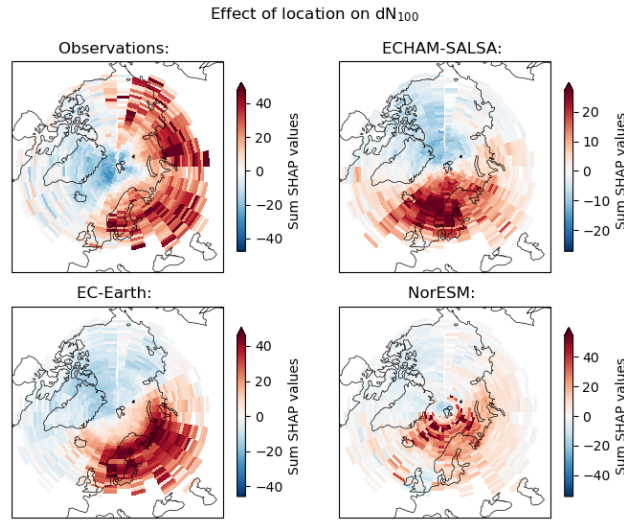 Effect of location on dN₁₀₀
Observations:
40
20
0
−20
−40
Sum SHAP values
ECHAM-SALSA:
20
10
0
−10
−20
Sum SHAP values
EC-Earth:
40
20
0
−20
−40
Sum SHAP values
NorESM:
40
20
0
−20
−40
Sum SHAP values